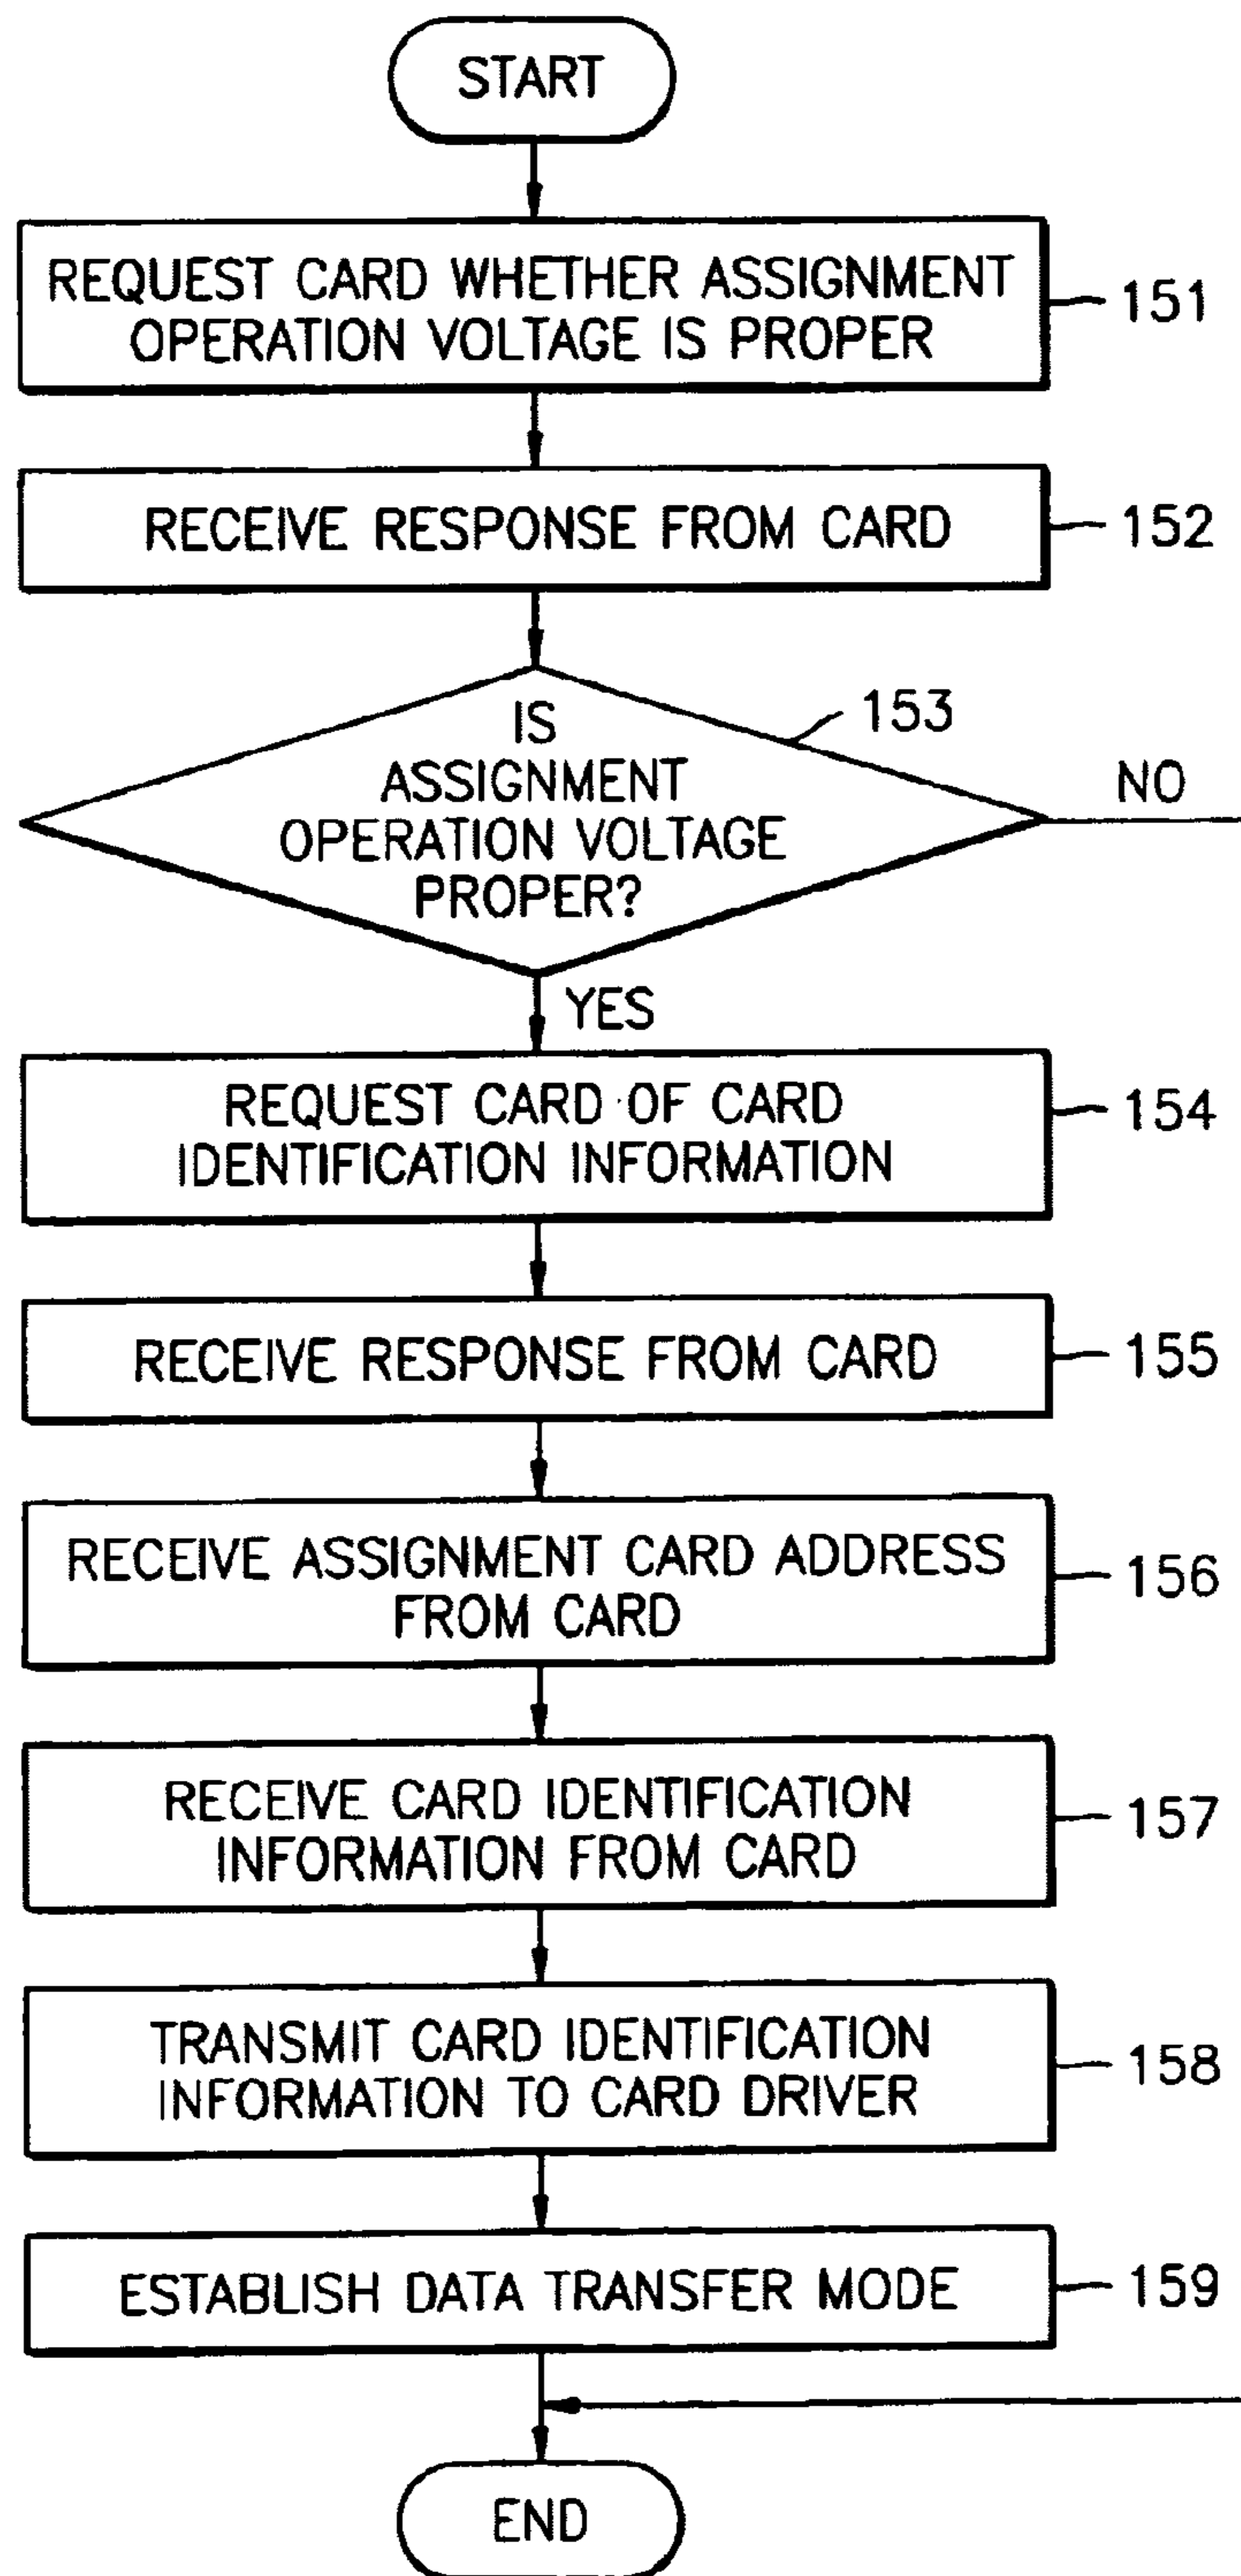 START
REQUEST CARD WHETHER ASSIGNMENT
OPERATION VOLTAGE IS PROPER
151
RECEIVE RESPONSE FROM CARD
152
IS
ASSIGNMENT
OPERATION VOLTAGE
PROPER?
153
NO
YES
REQUEST CARD OF CARD
IDENTIFICATION INFORMATION
154
RECEIVE RESPONSE FROM CARD
155
RECEIVE ASSIGNMENT CARD ADDRESS
FROM CARD
156
RECEIVE CARD IDENTIFICATION
INFORMATION FROM CARD
157
TRANSMIT CARD IDENTIFICATION
INFORMATION TO CARD DRIVER
158
ESTABLISH DATA TRANSFER MODE
159
END